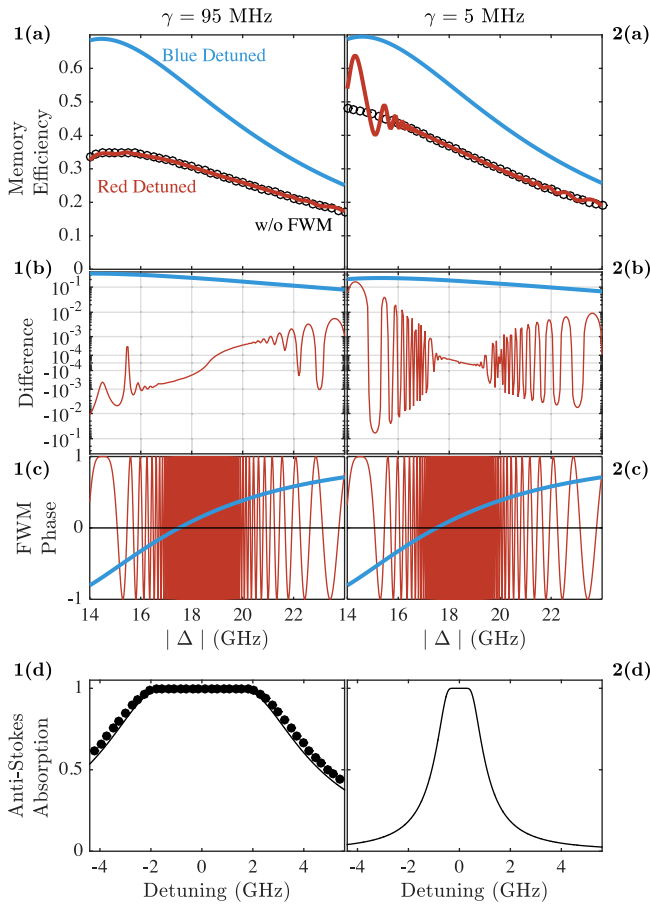 γ = 95 MHz γ = 5 MHz
1(a) 2(a)
Memory Efficiency
0.6
0.5
0.4
0.3
0.2
0.1
0
Blue Detuned
Red Detuned
w/o FWM
1(b) 2(b)
Difference
10⁻¹
10⁻²
10⁻³
10⁻⁴
-10⁻³
-10⁻²
-10⁻¹
1(c) 2(c)
FWM Phase
1
0
-1
14 16 18 20 22 14 16 18 20 22 24
| Δ | (GHz) | Δ | (GHz)
1(d) 2(d)
Anti-Stokes Absorption
1
0.5
0
-4 -2 0 2 4 -4 -2 0 2 4
Detuning (GHz) Detuning (GHz)